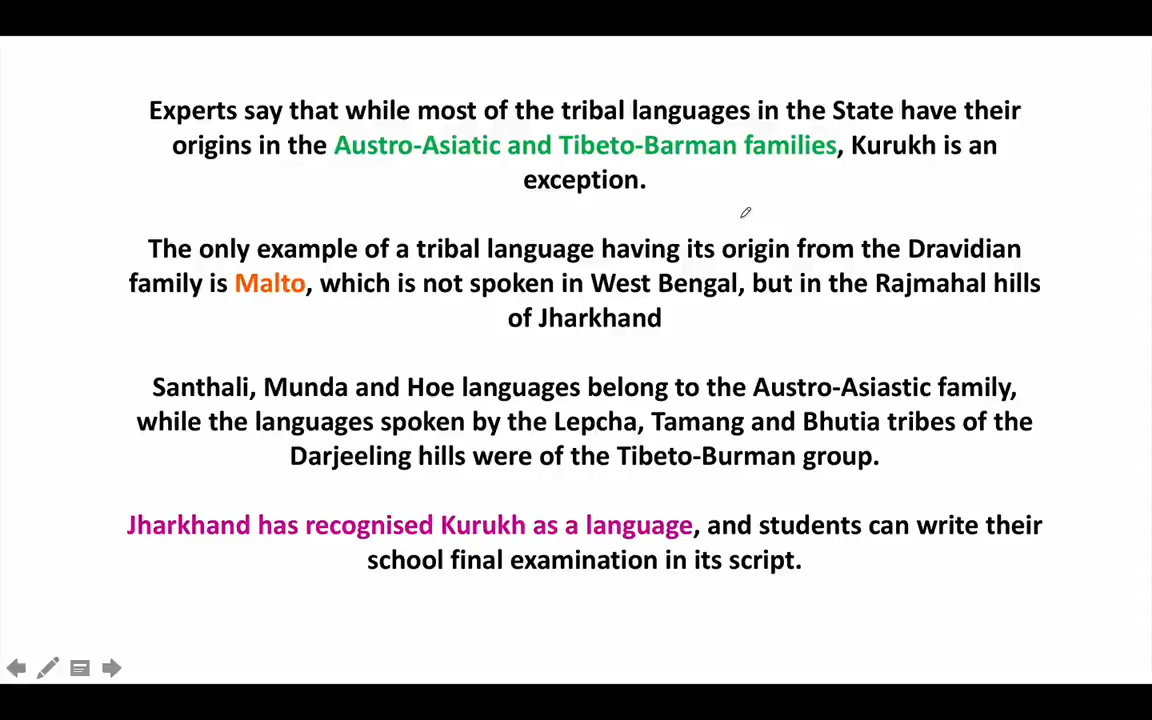 Experts say that while most of the tribal languages in the State have their
origins in the Austro-Asiatic and Tibeto-Barman families, Kurukh is an
exception.
The only example of a tribal language having its origin from the Dravidian
family is Malto, which is not spoken in West Bengal, but in the Rajmahal hills
of Jharkhand
Santhali, Munda and Hoe languages belong to the Austro-Asiastic family,
while the languages spoken by the Lepcha, Tamang and Bhutia tribes of the
Darjeeling hills were of the Tibeto-Burman group.
Jharkhand has recognised Kurukh as a language, and students can write their
school final examination in its script.